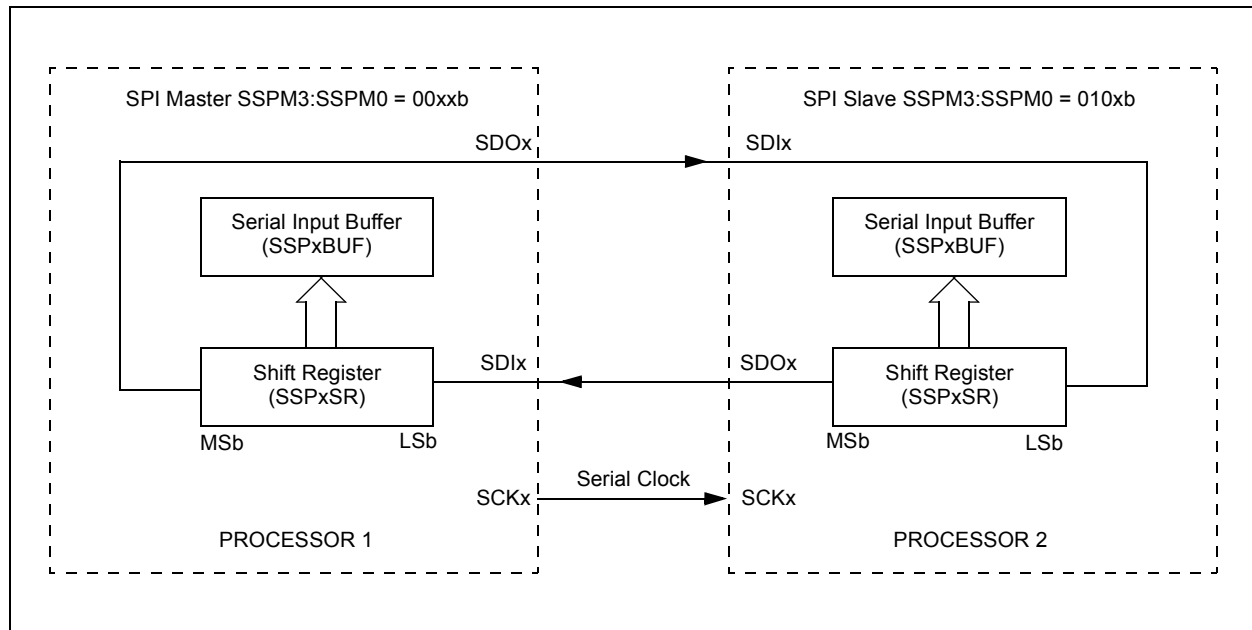 SPI Master SSPM3:SSPM0 = 00xxb
SPI Slave SSPM3:SSPM0 = 010xb
SDOx
SDIx
Serial Input Buffer
(SSPxBUF)
Serial Input Buffer
(SSPxBUF)
Shift Register
(SSPxSR)
MSb
LSb
SDIx
SDOx
Shift Register
(SSPxSR)
MSb
LSb
Serial Clock
SCKx
SCKx
PROCESSOR 1
PROCESSOR 2